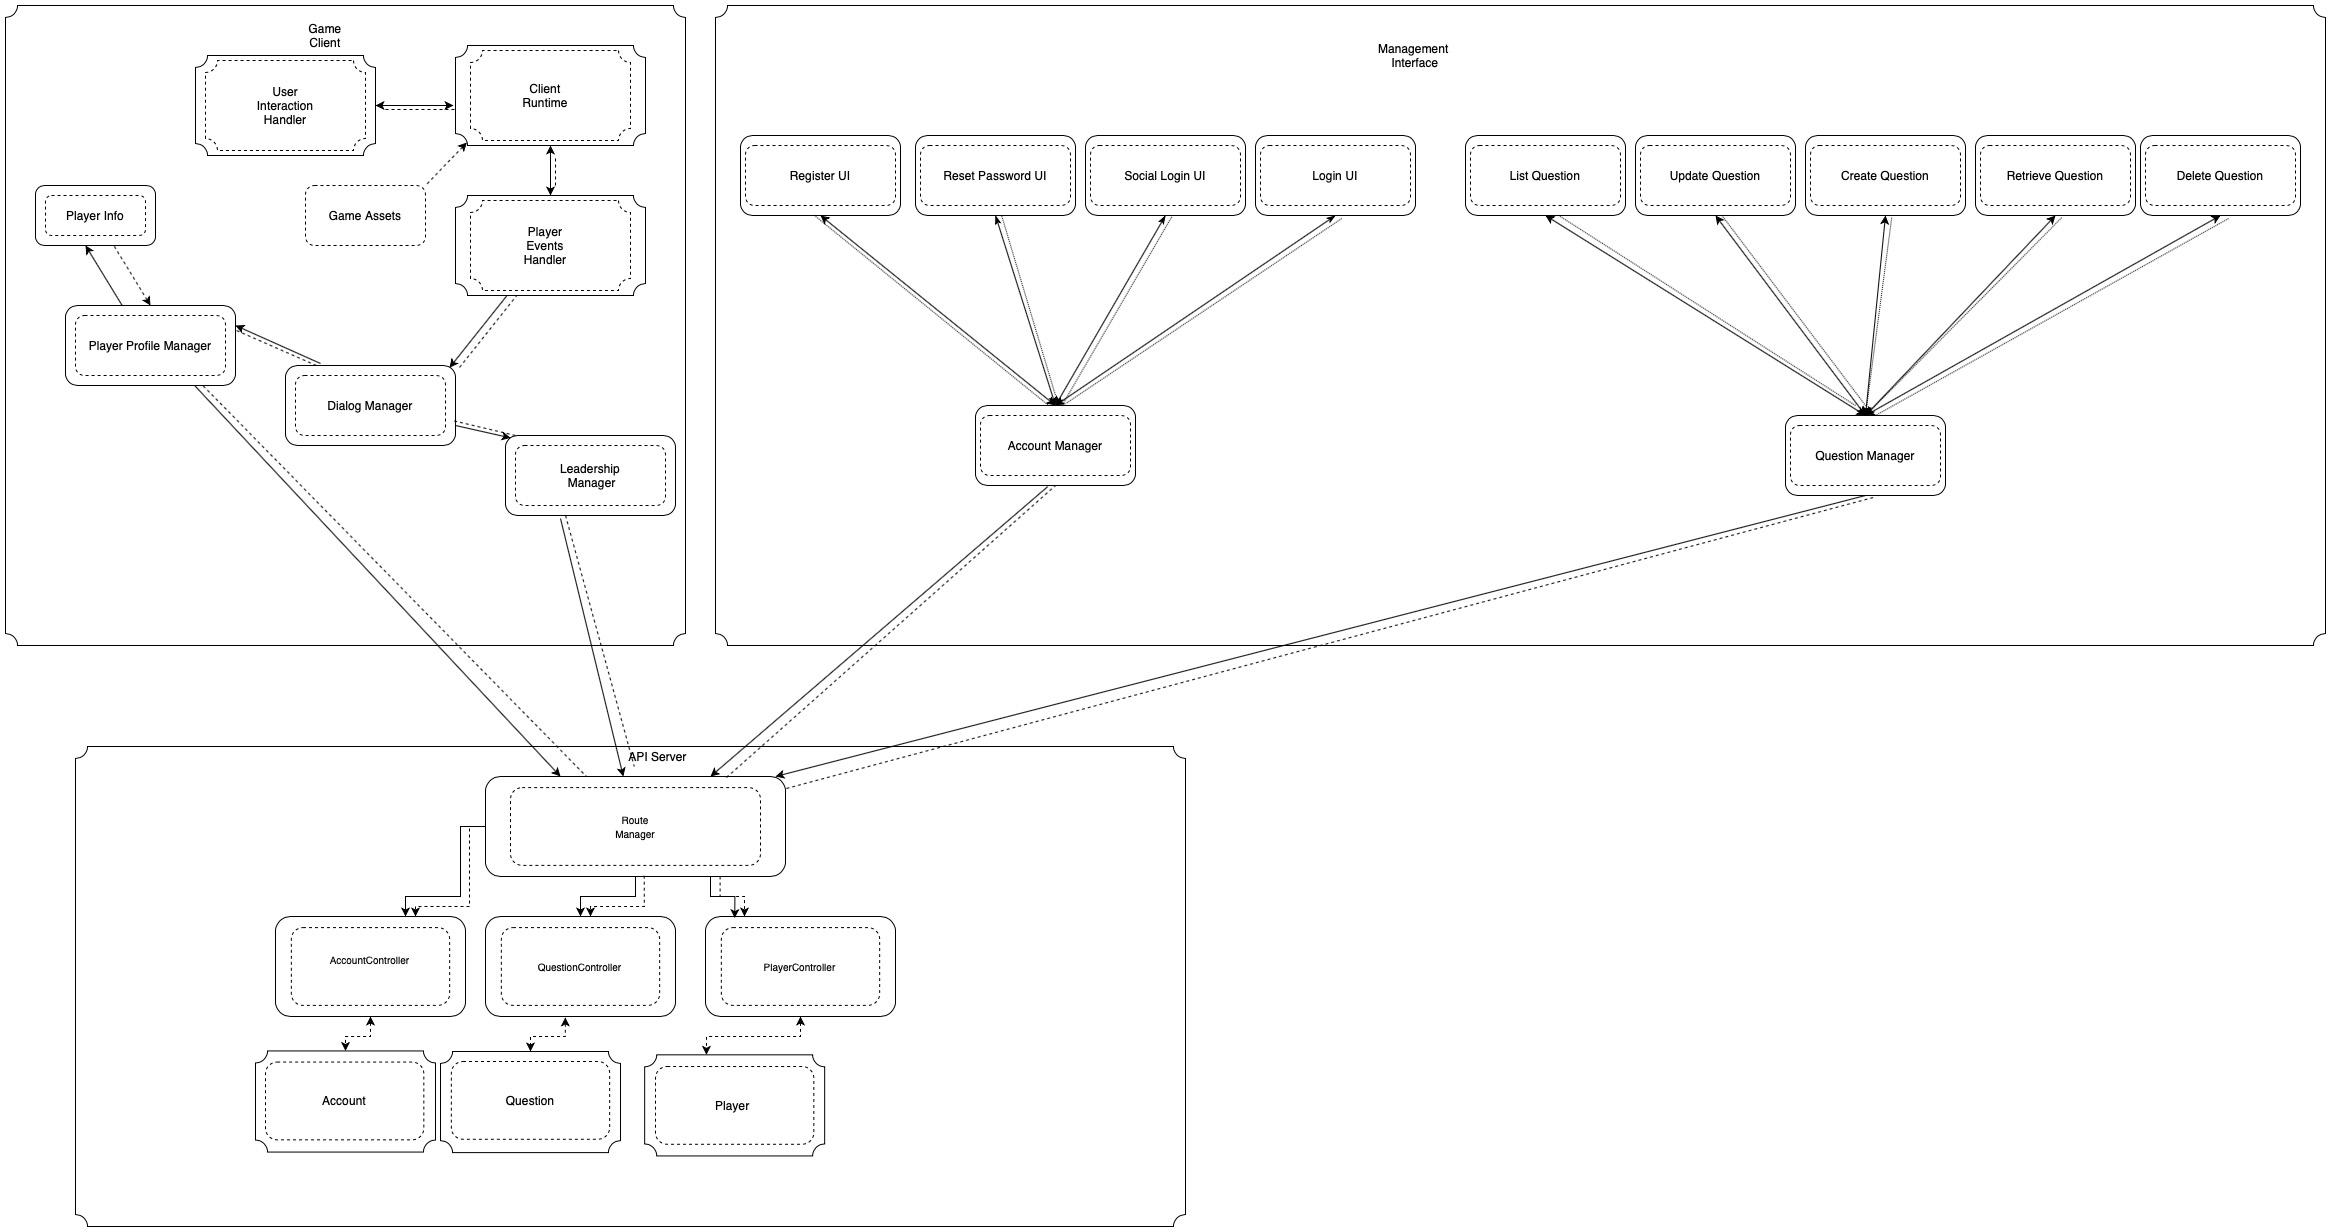 Game
Client
User
Interaction
Handler
Client
Runtime
Player Info
Game Assets
Player
Events
Handler
Player Profile Manager
Dialog Manager
Leadership
Manager
Management
Interface
Register UI
Reset Password UI
Social Login UI
Login UI
List Question
Update Question
Create Question
Retrieve Question
Delete Question
Account Manager
Question Manager
API Server
Route
Manager
AccountController
QuestionController
PlayerController
Account
Question
Player